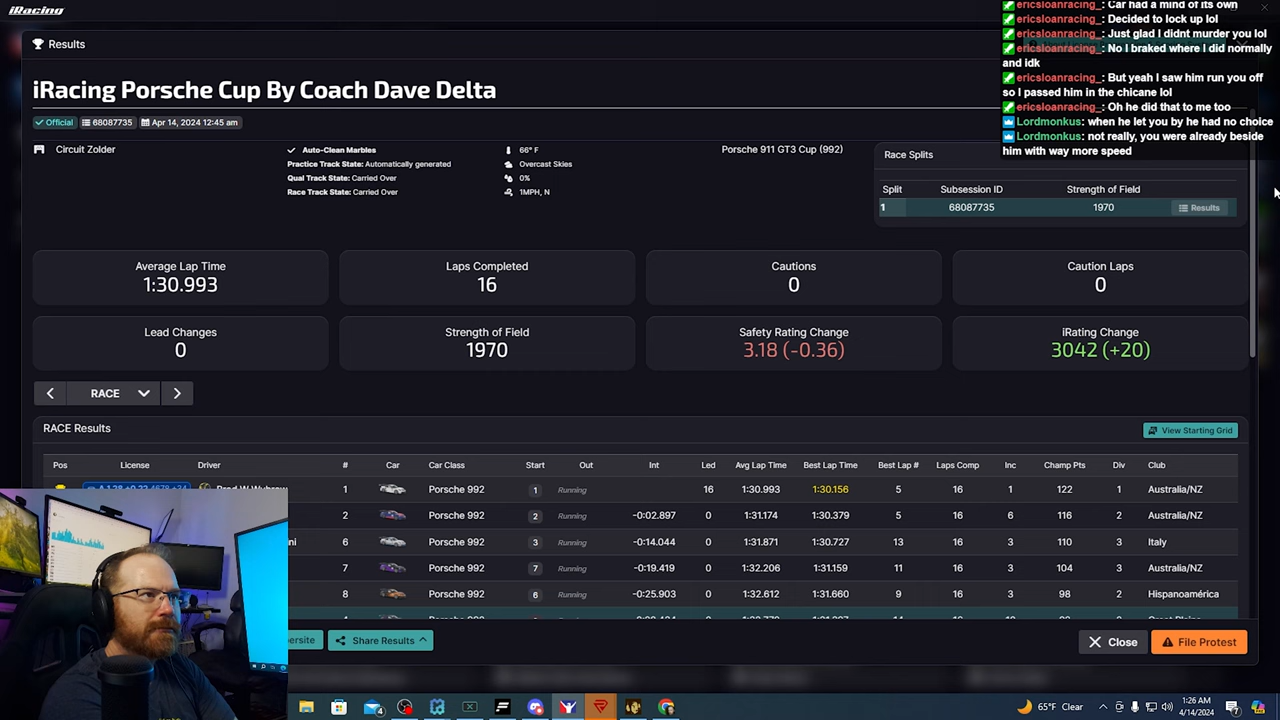 iRacing
ericsloanracing_: Car had a mind of its own
ericsloanracing_: Decided to lock up lol
ericsloanracing_: Just glad I didnt murder you lol
ericsloanracing_: No I braked where I did normally
and idk
ericsloanracing_: But yeah I saw him run you off
so I passed him in the chicane lol
ericsloanracing_: Oh he did that to me too
Lordmonkus: when he let you by he had no choice
Lordmonkus: not really, you were already beside
him with way more speed
Results
iRacing Porsche Cup By Coach Dave Delta
Official 68087735 Apr 14, 2024 12:45 am
Circuit Zolder
Auto-Clean Marbles
Practice Track State: Automatically generated
Qual Track State: Carried Over
Race Track State: Carried Over
66° F
Overcast Skies
0%
1MPH, N
Porsche 911 GT3 Cup (992)
Race Splits
Split Subsession ID Strength of Field
1 68087735 1970 Results
Average Lap Time
1:30.993
Laps Completed
16
Cautions
0
Caution Laps
0
Lead Changes
0
Strength of Field
1970
Safety Rating Change
3.18 (-0.36)
iRating Change
3042 (+20)
RACE
RACE Results
View Starting Grid
Pos License Driver # Car Car Class Start Out Int Led Avg Lap Time Best Lap Time Best Lap # Laps Comp Inc Champ Pts Div Club
1 Porsche 992 1 Running 16 1:30.993 1:30.156 5 16 1 122 1 Australia/NZ
2 Porsche 992 2 Running -0:02.897 0 1:31.174 1:30.379 5 16 6 116 2 Australia/NZ
6 Porsche 992 3 Running -0:14.044 0 1:31.871 1:30.727 13 16 3 110 3 Italy
7 Porsche 992 7 Running -0:19.419 0 1:32.206 1:31.159 11 16 3 104 3 Australia/NZ
8 Porsche 992 6 Running -0:25.903 0 1:32.612 1:31.660 9 16 3 98 2 Hispanoamérica
Share Results
Close
File Protest
65°F Clear
1:26 AM
4/14/2024